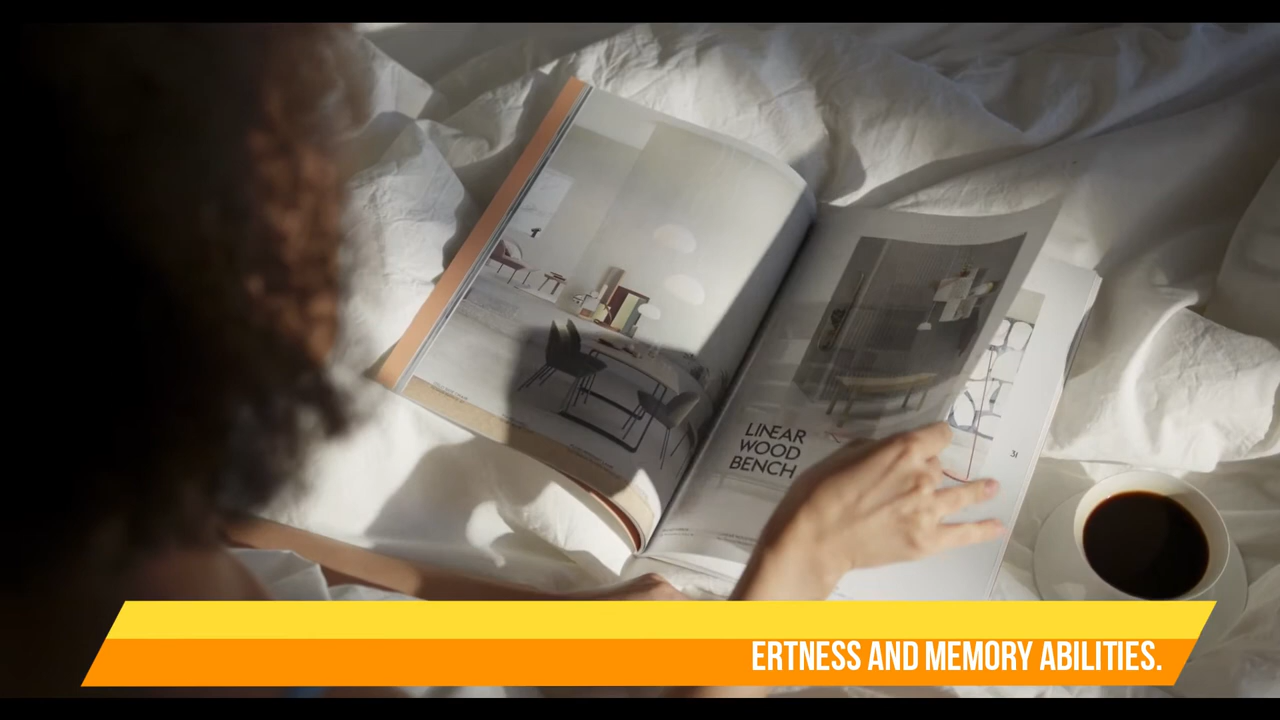 LINEAR
WOOD
BENCH
31
ERTNESS AND MEMORY ABILITIES.